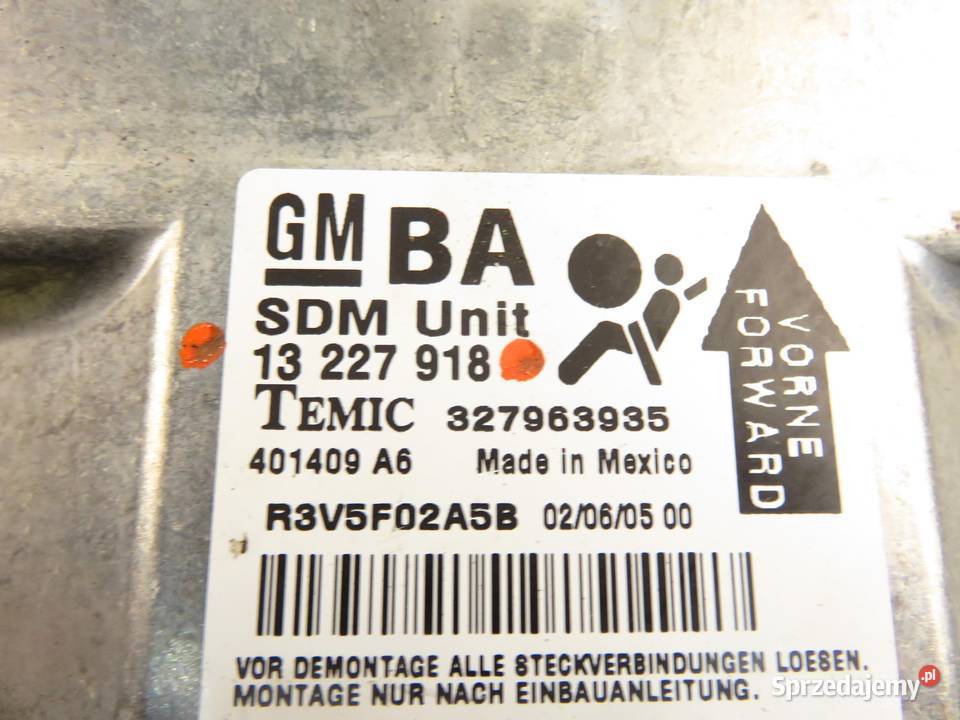 GM BA
SDM Unit
13 227 918
TEMIC 327963935
401409 A6 Made in Mexico
R3V5F02A5B 02/06/05 00
VOR DEMONTAGE ALLE STECKVERBINDUNGEN LOESEN.
MONTAGE NUR NACH EINBAUANLEITUNG.
VORNE
FORWARD
Sprzedajemy.pl